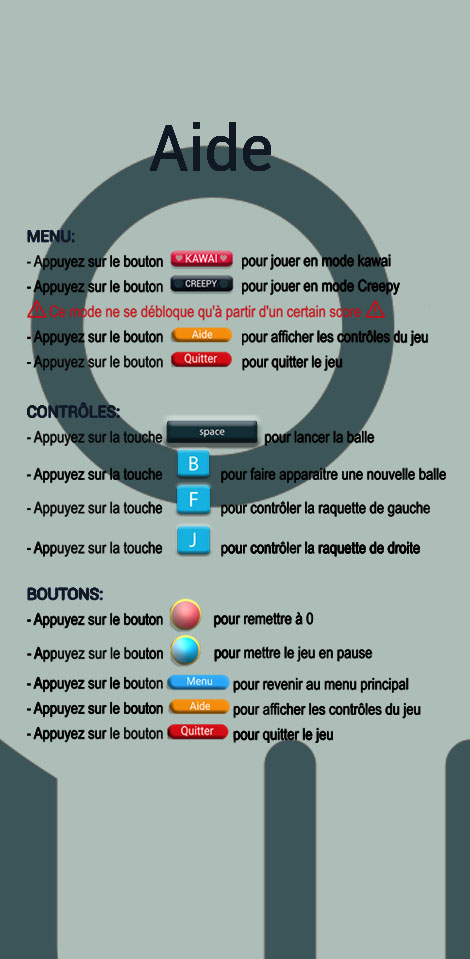 Aide
MENU:
- Appuyez sur le bouton KAWAI pour jouer en mode kawai
- Appuyez sur le bouton CREEPY pour jouer en mode Creepy
Ce mode ne se débloque qu'à partir d'un certain score
- Appuyez sur le bouton Aide pour afficher les contrôles du jeu
- Appuyez sur le bouton Quitter pour quitter le jeu
CONTRÔLES:
- Appuyez sur la touche space pour lancer la balle
- Appuyez sur la touche B pour faire apparaitre une nouvelle balle
- Appuyez sur la touche F pour contrôler la raquette de gauche
- Appuyez sur la touche J pour contrôler la raquette de droite
BOUTONS:
- Appuyez sur le bouton pour remettre à 0
- Appuyez sur le bouton pour mettre le jeu en pause
- Appuyez sur le bouton Menu pour revenir au menu principal
- Appuyez sur le bouton Aide pour afficher les contrôles du jeu
- Appuyez sur le bouton Quitter pour quitter le jeu